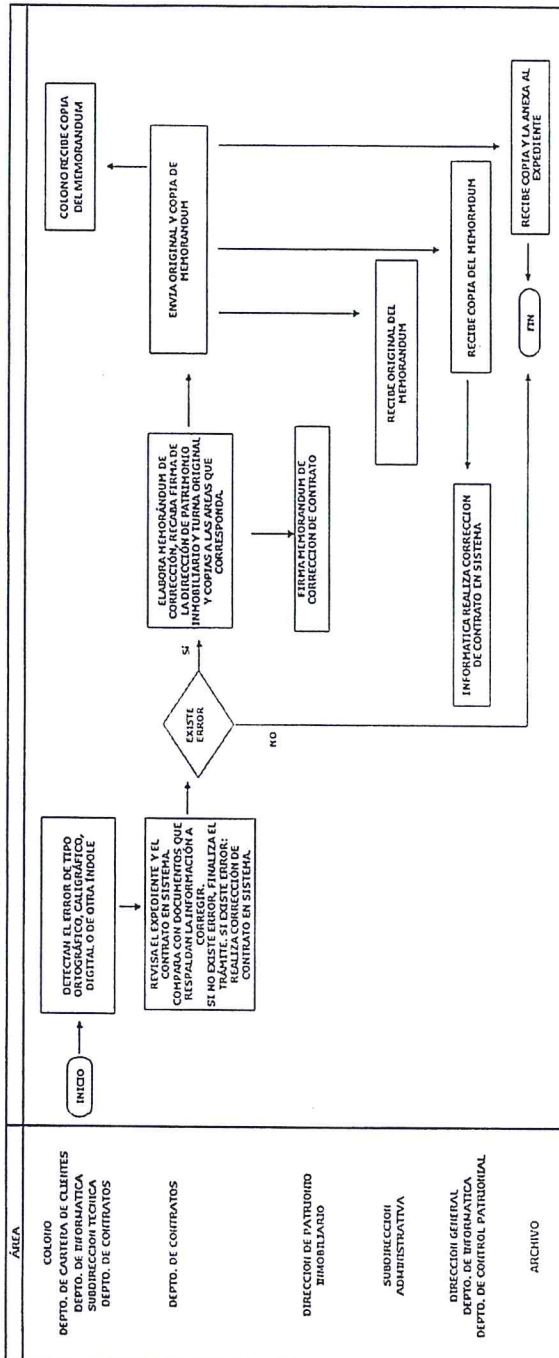 ÁREA
COLONO
DEPTO. DE CARTERA DE CLIENTES
DEPTO. DE INFORMATICA
SUBDIRECCION TECNICA
DEPTO. DE CONTRATOS
DEPTO. DE CONTRATOS
DIRECCION DE PATRIMONIO
INMOBILIARIO
SUBDIRECCION
ADMINISTRATIVA
DIRECCION GENERAL
DEPTO. DE INFORMATICA
DEPTO. DE CONTROL PATRIMONIAL
ARCHIVO
INICIO
DETECTAN EL ERROR DE TIPO
ORTOGRÁFICO, CALIGRÁFICO,
DIGITAL O DE OTRA ÍNDOLE
REVISA EL EXPEDIENTE Y EL
CONTRATO EN SISTEMA.
COMPARA CON DOCUMENTOS QUE
RESPALDAN LA INFORMACIÓN A
CORREGIR.
SI NO EXISTE ERROR, FINALIZA EL
TRÁMITE. SI EXISTE ERROR:
REALIZA CORRECCIÓN DE
CONTRATO EN SISTEMA.
EXISTE
ERROR
SI
NO
ELABORA MEMORÁNDUM DE
CORRECCIÓN, RECABA FIRMA DE
LA DIRECCIÓN DE PATRIMONIO
INMOBILIARIO Y TURNA ORIGINAL
Y COPIAS A LAS AREAS QUE
CORRESPONDA.
FIRMA MEMORANDUM DE
CORRECCION DE CONTRATO
ENVIA ORIGINAL Y COPIA DE
MEMORANDUM
COLONO RECIBE COPIA
DEL MEMORANDUM
RECIBE ORIGINAL DEL
MEMORANDUM
RECIBE COPIA DEL MEMORMDUM
INFORMATICA REALIZA CORRECCION
DE CONTRATO EN SISTEMA
RECIBE COPIA Y LA ANEXA AL
EXPEDIENTE
FIN